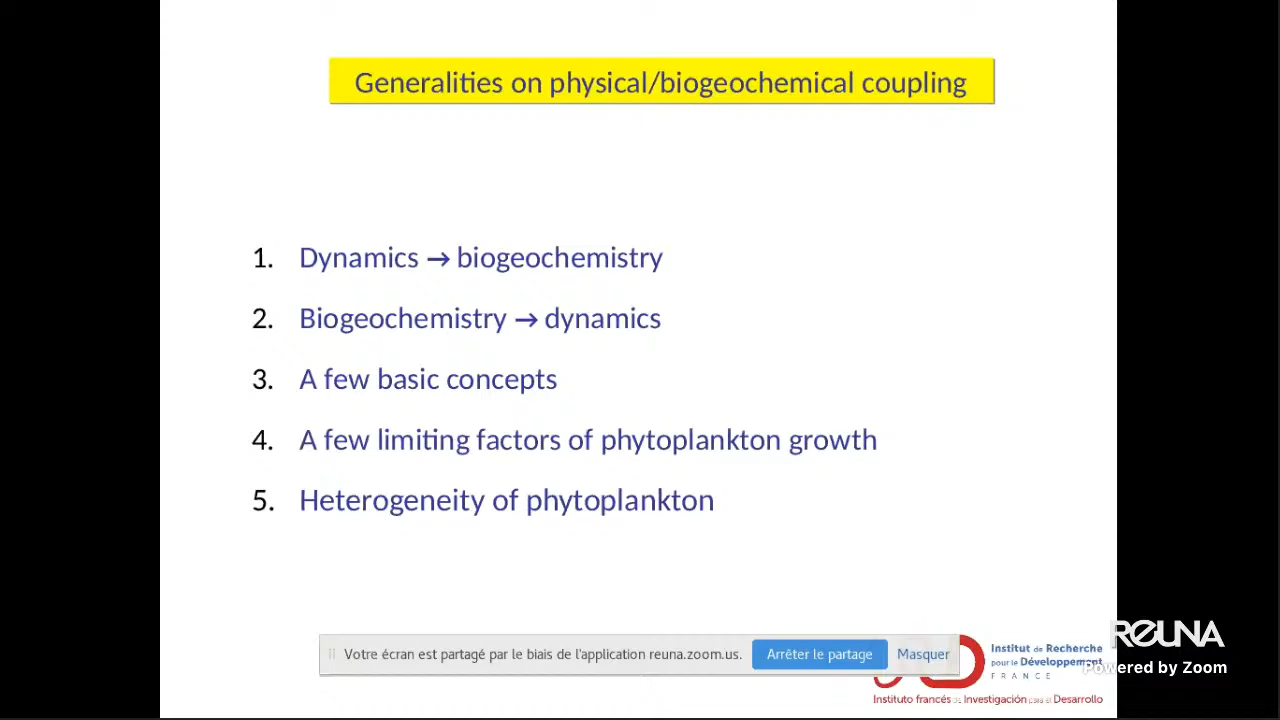 Generalities on physical/biogeochemical coupling
1. Dynamics → biogeochemistry
2. Biogeochemistry → dynamics
3. A few basic concepts
4. A few limiting factors of phytoplankton growth
5. Heterogeneity of phytoplankton
Votre écran est partagé par le biais de l'application reuna.zoom.us. Arrêter le partage Masquer
Institut de Recherche
pour le Développement
FRANCE
Instituto francés de Investigación para el Desarrollo
REUNA
Powered by Zoom